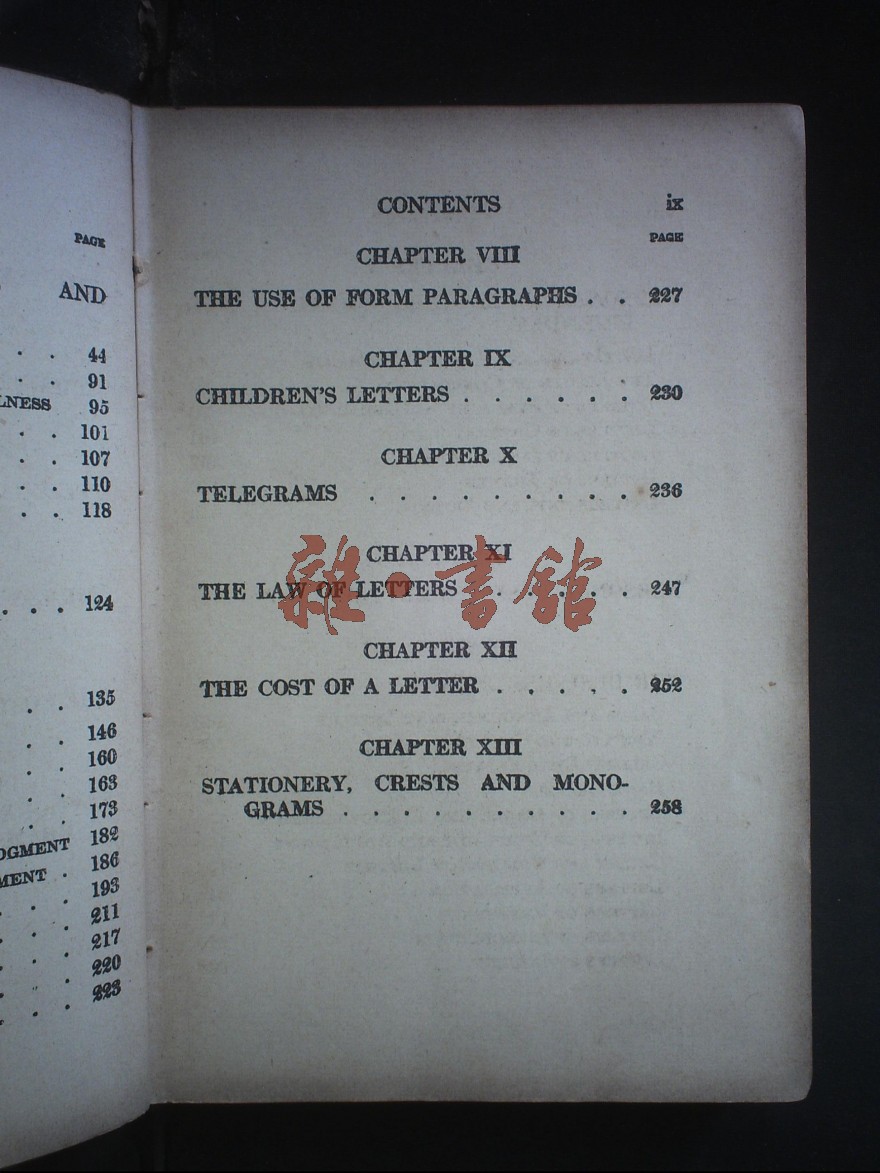 PAGE
AND
. . 44
. . 91
95
. . 101
. . 107
. . 110
. . 118
. . . 124
. . 135
. . 146
. . 160
. . 163
. . 173
182
MENT . 186
. . . 193
. . . 211
. . . 217
. . . 220
. . . 223
CONTENTS ix
PAGE
CHAPTER VIII
THE USE OF FORM PARAGRAPHS . . 227
CHAPTER IX
CHILDREN'S LETTERS . . . . . . 230
CHAPTER X
TELEGRAMS . . . . . . . . . 236
CHAPTER XI
THE LAW OF LETTERS . . . . . . 247
雜·書館
CHAPTER XII
THE COST OF A LETTER . . . . . 252
CHAPTER XIII
STATIONERY, CRESTS AND MONO-
GRAMS . . . . . . . . . . 258